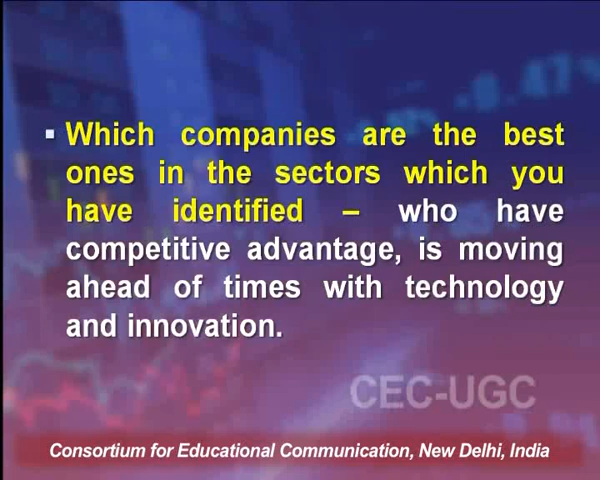 ▪ Which companies are the best
ones in the sectors which you
have identified – who have
competitive advantage, is moving
ahead of times with technology
and innovation.
CEC-UGC
Consortium for Educational Communication, New Delhi, India